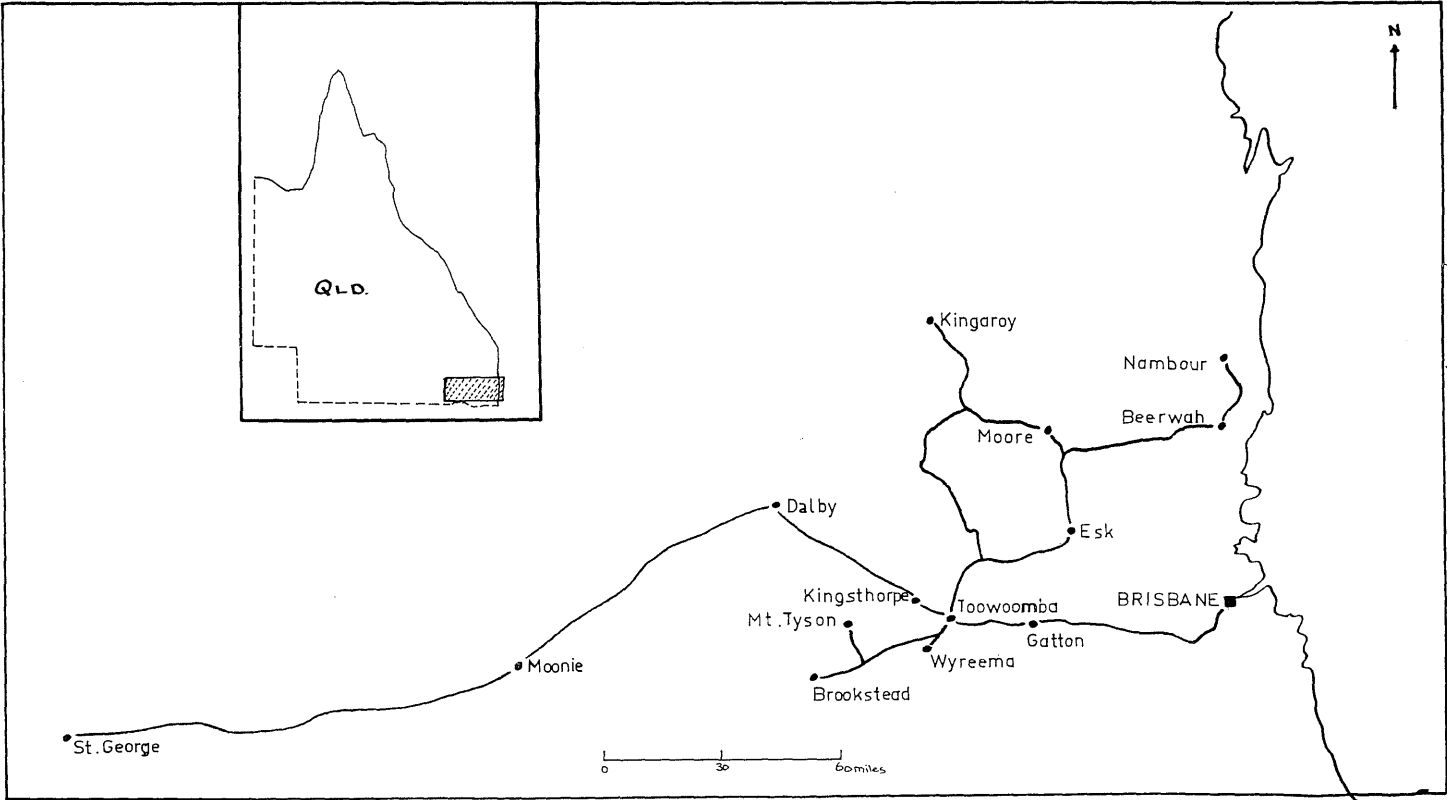 N
QLD.
Kingaroy
Nambour
Beerwah
Moore
Dalby
Esk
Kingsthorpe
BRISBANE
Toowoomba
Mt. Tyson
Gatton
Wyreema
Moonie
Brookstead
St. George
0 30 60 miles